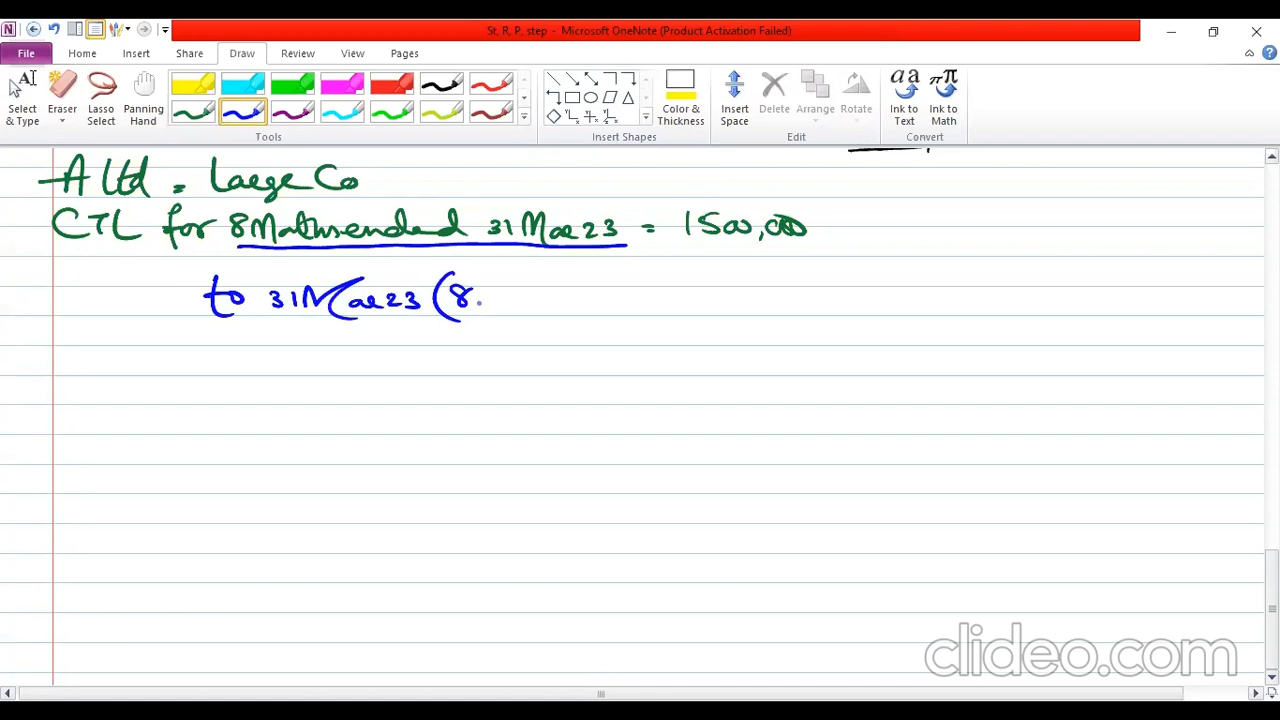 St, R, P, step - Microsoft OneNote (Product Activation Failed)
File Home Insert Share Draw Review View Pages
Select & Type Eraser Lasso Select Panning Hand Color & Thickness Insert Space Delete Arrange Rotate Ink to Text Ink to Math
Tools Insert Shapes Edit Convert
A Ltd = Large Co
CTL for 8 Months ended 31 Mar 23 = 1500,000
to 31 Mar 23 (8
clideo.com